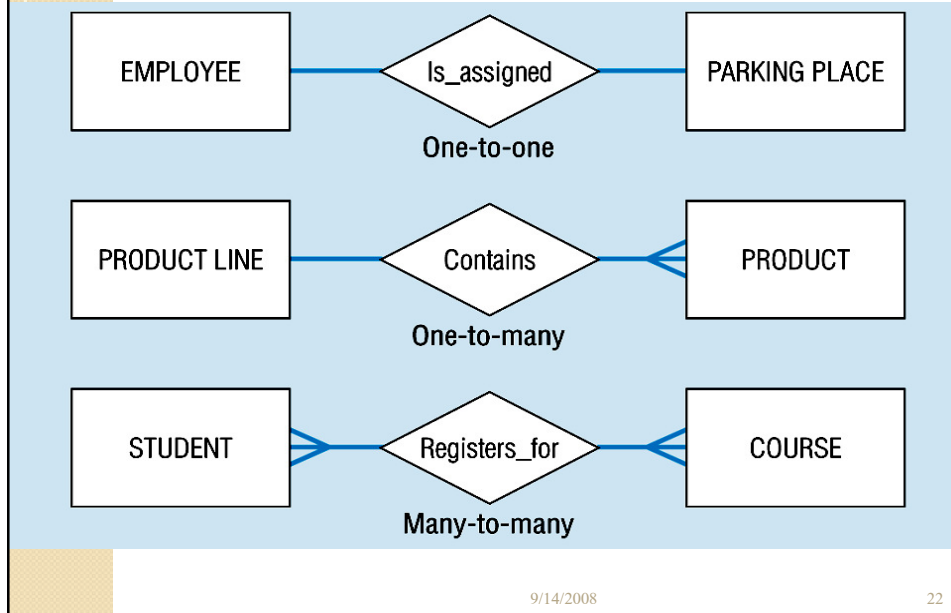 EMPLOYEE Is_assigned PARKING PLACE
One-to-one
PRODUCT LINE Contains PRODUCT
One-to-many
STUDENT Registers_for COURSE
Many-to-many
9/14/2008 22